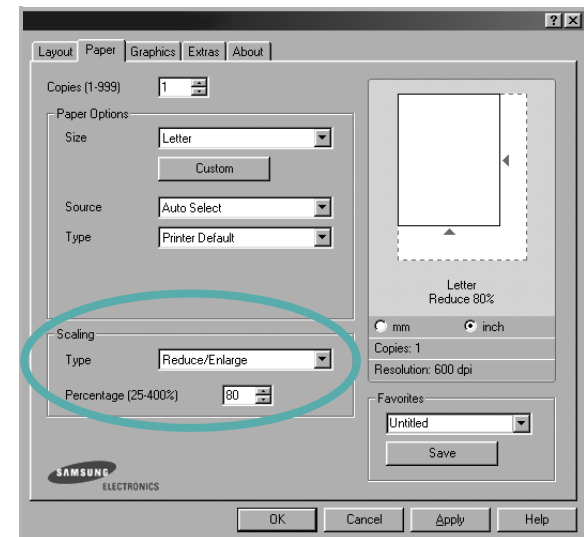 Layout Paper Graphics Extras About
Copies (1-999) 1
Paper Options
Size Letter
Custom
Source Auto Select
Type Printer Default
Letter
Reduce 80%
mm inch
Copies: 1
Resolution: 600 dpi
Scaling
Type Reduce/Enlarge
Percentage (25-400%) 80
Favorites
Untitled
Save
SAMSUNG
ELECTRONICS
OK Cancel Apply Help